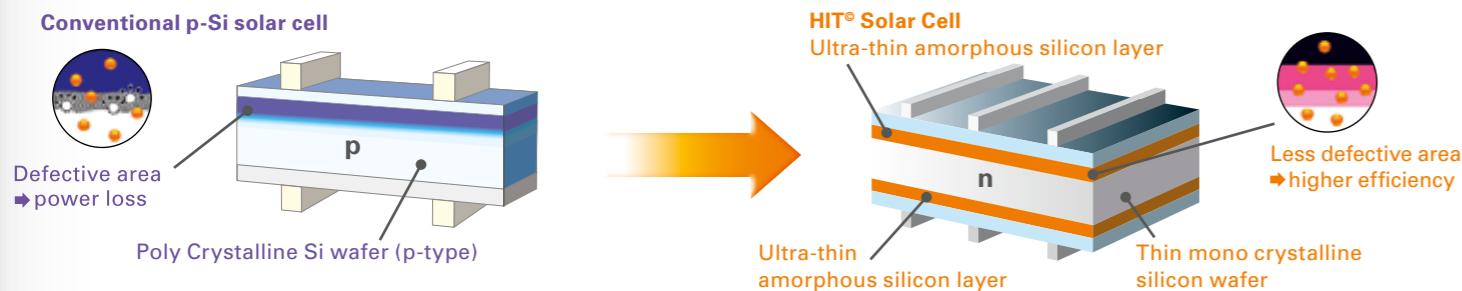 Conventional p-Si solar cell
p
Defective area
➡ power loss
Poly Crystalline Si wafer (p-type)
HIT® Solar Cell
Ultra-thin amorphous silicon layer
n
Less defective area
➡ higher efficiency
Ultra-thin
amorphous silicon layer
Thin mono crystalline
silicon wafer